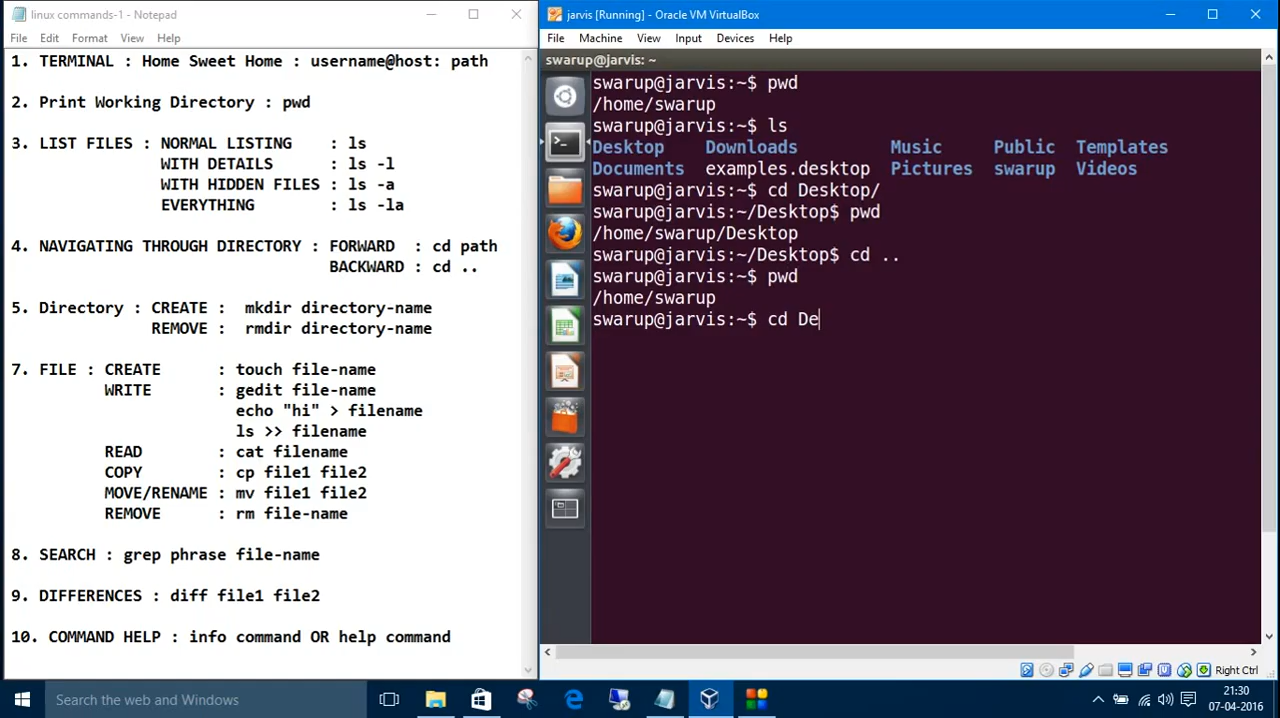 linux commands-1 - Notepad
File Edit Format View Help
1. TERMINAL : Home Sweet Home : username@host: path
2. Print Working Directory : pwd
3. LIST FILES : NORMAL LISTING : ls
WITH DETAILS : ls -l
WITH HIDDEN FILES : ls -a
EVERYTHING : ls -la
4. NAVIGATING THROUGH DIRECTORY : FORWARD : cd path
BACKWARD : cd ..
5. Directory : CREATE : mkdir directory-name
REMOVE : rmdir directory-name
7. FILE : CREATE : touch file-name
WRITE : gedit file-name
echo "hi" > filename
ls >> filename
READ : cat filename
COPY : cp file1 file2
MOVE/RENAME : mv file1 file2
REMOVE : rm file-name
8. SEARCH : grep phrase file-name
9. DIFFERENCES : diff file1 file2
10. COMMAND HELP : info command OR help command
jarvis [Running] - Oracle VM VirtualBox
File Machine View Input Devices Help
swarup@jarvis: ~
swarup@jarvis:~$ pwd
/home/swarup
swarup@jarvis:~$ ls
Desktop Downloads Music Public Templates
Documents examples.desktop Pictures swarup Videos
swarup@jarvis:~$ cd Desktop/
swarup@jarvis:~/Desktop$ pwd
/home/swarup/Desktop
swarup@jarvis:~/Desktop$ cd ..
swarup@jarvis:~$ pwd
/home/swarup
swarup@jarvis:~$ cd De
Right Ctrl
Search the web and Windows
21:30
07-04-2016